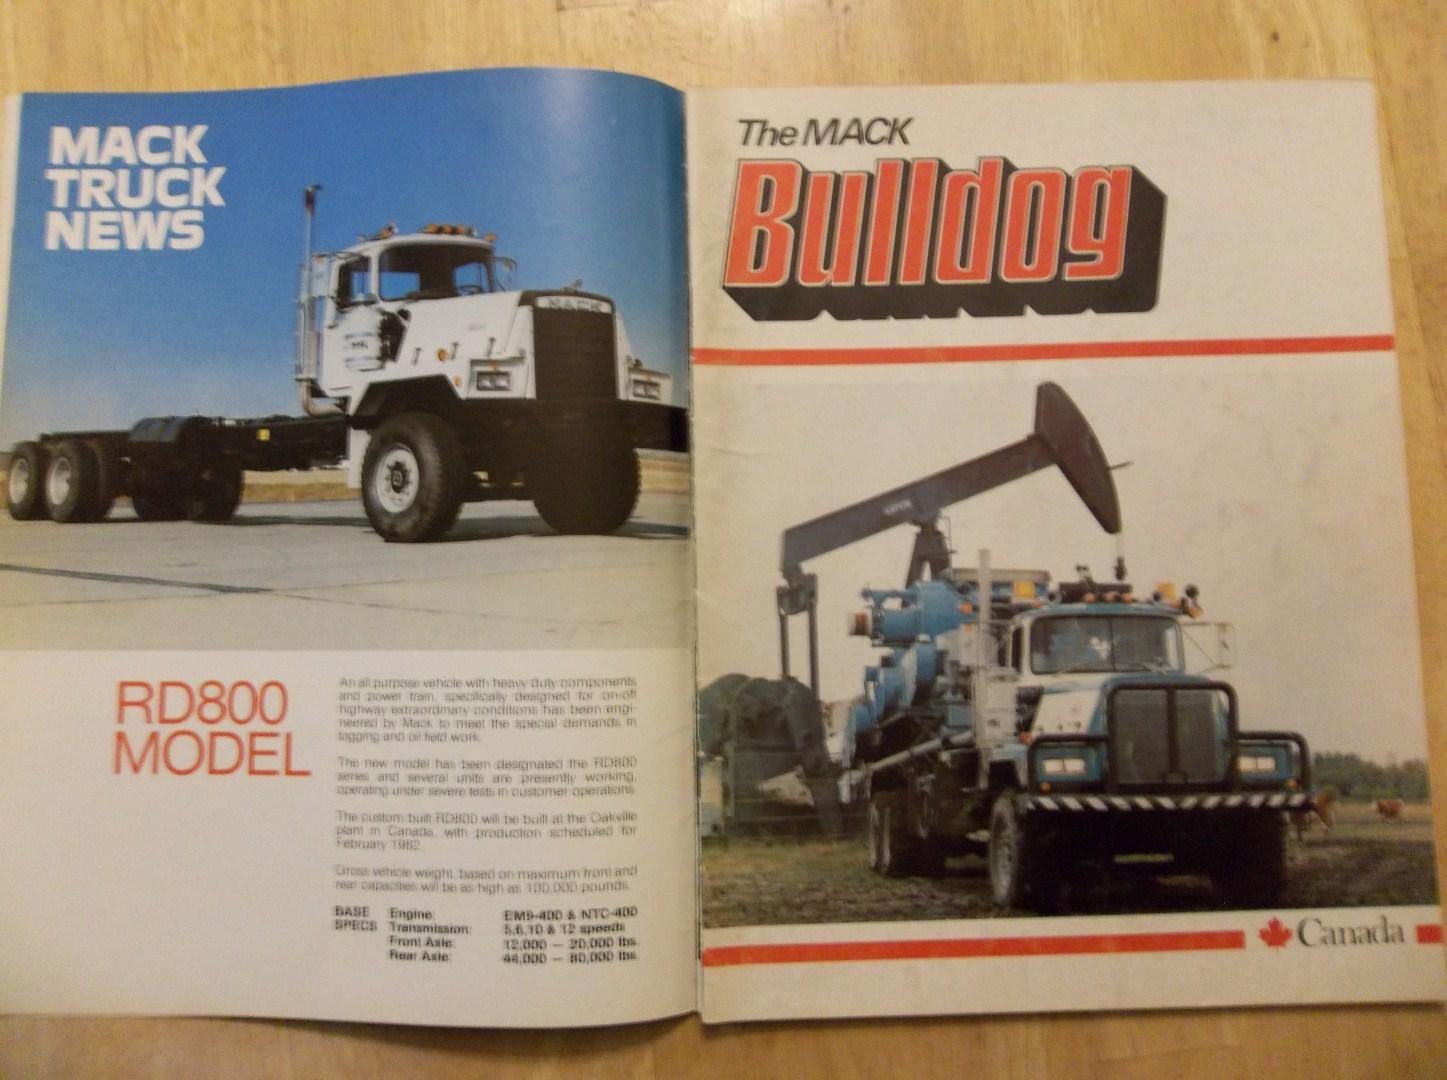 MACK
TRUCK
NEWS
MACK
RD800
MODEL
An all purpose vehicle with heavy duty components
and power train, specifically designed for on-off
highway extraordinary conditions has been engi-
neered by Mack to meet the special demands in
logging and oil field work.
The new model has been designated the RD800
series and several units are presently working,
operating under severe tests in customer operations.
The custom built RD800 will be built at the Oakville
plant in Canada, with production scheduled for
February 1982.
Gross vehicle weight, based on maximum front and
rear capacities will be as high as 100,000 pounds.
BASE Engine: EM9-400 & NTC-400
SPECS Transmission: 5,6,10 & 12 speeds
Front Axle: 12,000 — 20,000 lbs.
Rear Axle: 44,000 — 80,000 lbs.
The MACK
Bulldog
Canada